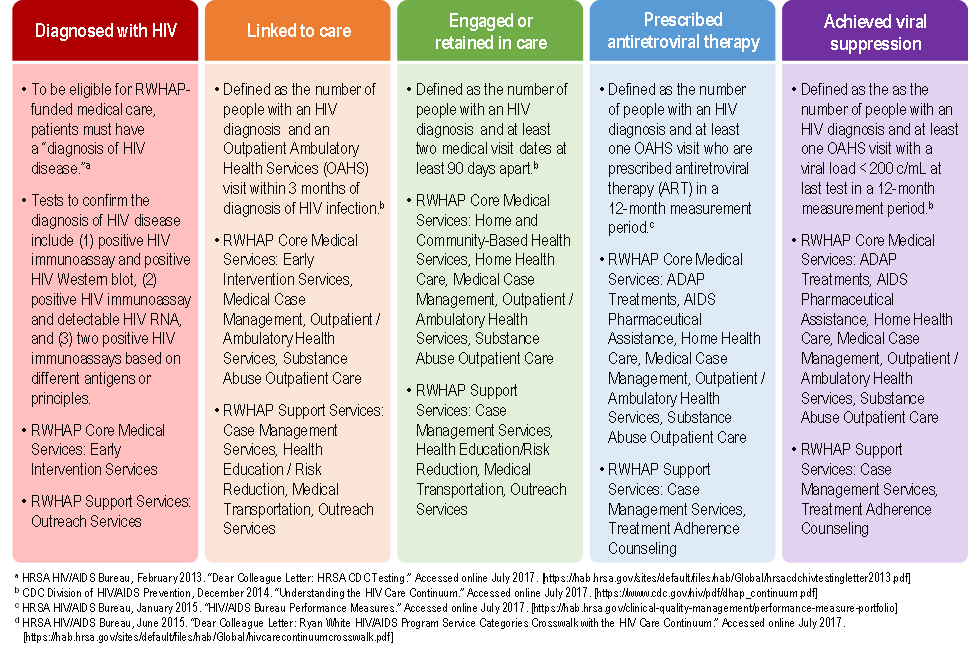 Diagnosed with HIV
• To be eligible for RWHAP-
funded medical care,
patients must have
a “diagnosis of HIV
disease.”a
• Tests to confirm the
diagnosis of HIV disease
include (1) positive HIV
immunoassay and positive
HIV Western blot, (2)
positive HIV immunoassay
and detectable HIV RNA,
and (3) two positive HIV
immunoassays based on
different antigens or
principles.
• RWHAP Core Medical
Services: Early
Intervention Services
• RWHAP Support Services:
Outreach Services
Linked to care
• Defined as the number of
people with an HIV
diagnosis and an
Outpatient Ambulatory
Health Services (OAHS)
visit within 3 months of
diagnosis of HIV infection.b
• RWHAP Core Medical
Services: Early
Intervention Services,
Medical Case
Management, Outpatient /
Ambulatory Health
Services, Substance
Abuse Outpatient Care
• RWHAP Support Services:
Case Management
Services, Health
Education / Risk
Reduction, Medical
Transportation, Outreach
Services
Engaged or
retained in care
• Defined as the number of
people with an HIV
diagnosis and at least
two medical visit dates at
least 90 days apart.b
• RWHAP Core Medical
Services: Home and
Community-Based Health
Services, Home Health
Care, Medical Case
Management, Outpatient /
Ambulatory Health
Services, Substance
Abuse Outpatient Care
• RWHAP Support
Services: Case
Management Services,
Health Education/Risk
Reduction, Medical
Transportation, Outreach
Services
Prescribed
antiretroviral therapy
• Defined as the number
of people with an HIV
diagnosis and at least
one OAHS visit who are
prescribed antiretroviral
therapy (ART) in a
12-month measurement
period.c
• RWHAP Core Medical
Services: ADAP
Treatments, AIDS
Pharmaceutical
Assistance, Home Health
Care, Medical Case
Management, Outpatient /
Ambulatory Health
Services, Substance
Abuse Outpatient Care
• RWHAP Support
Services: Case
Management Services,
Treatment Adherence
Counseling
Achieved viral
suppression
• Defined as the as the
number of people with an
HIV diagnosis and at least
one OAHS visit with a
viral load < 200 c/mL at
last test in a 12-month
measurement period.b
• RWHAP Core Medical
Services: ADAP
Treatments, AIDS
Pharmaceutical
Assistance, Home Health
Care, Medical Case
Management, Outpatient /
Ambulatory Health
Services, Substance
Abuse Outpatient Care
• RWHAP Support
Services: Case
Management Services,
Treatment Adherence
Counseling
a HRSA HIV/AIDS Bureau, February 2013. “Dear Colleague Letter: HRSA CDC Testing.” Accessed online July 2017. [https://hab.hrsa.gov/sites/default/files/hab/Global/hrsacdchivtestingletter2013.pdf]
b CDC Division of HIV/AIDS Prevention, December 2014. “Understanding the HIV Care Continuum.” Accessed online July 2017. [https://www.cdc.gov/hiv/pdf/dhap_continuum.pdf]
c HRSA HIV/AIDS Bureau, January 2015. “HIV/AIDS Bureau Performance Measures.” Accessed online July 2017. [https://hab.hrsa.gov/clinical-quality-management/performance-measure-portfolio]
d HRSA HIV/AIDS Bureau, June 2015. “Dear Colleague Letter: Ryan White HIV/AIDS Program Service Categories Crosswalk with the HIV Care Continuum.” Accessed online July 2017.
[https://hab.hrsa.gov/sites/default/files/hab/Global/hivcarecontinuumcrosswalk.pdf]